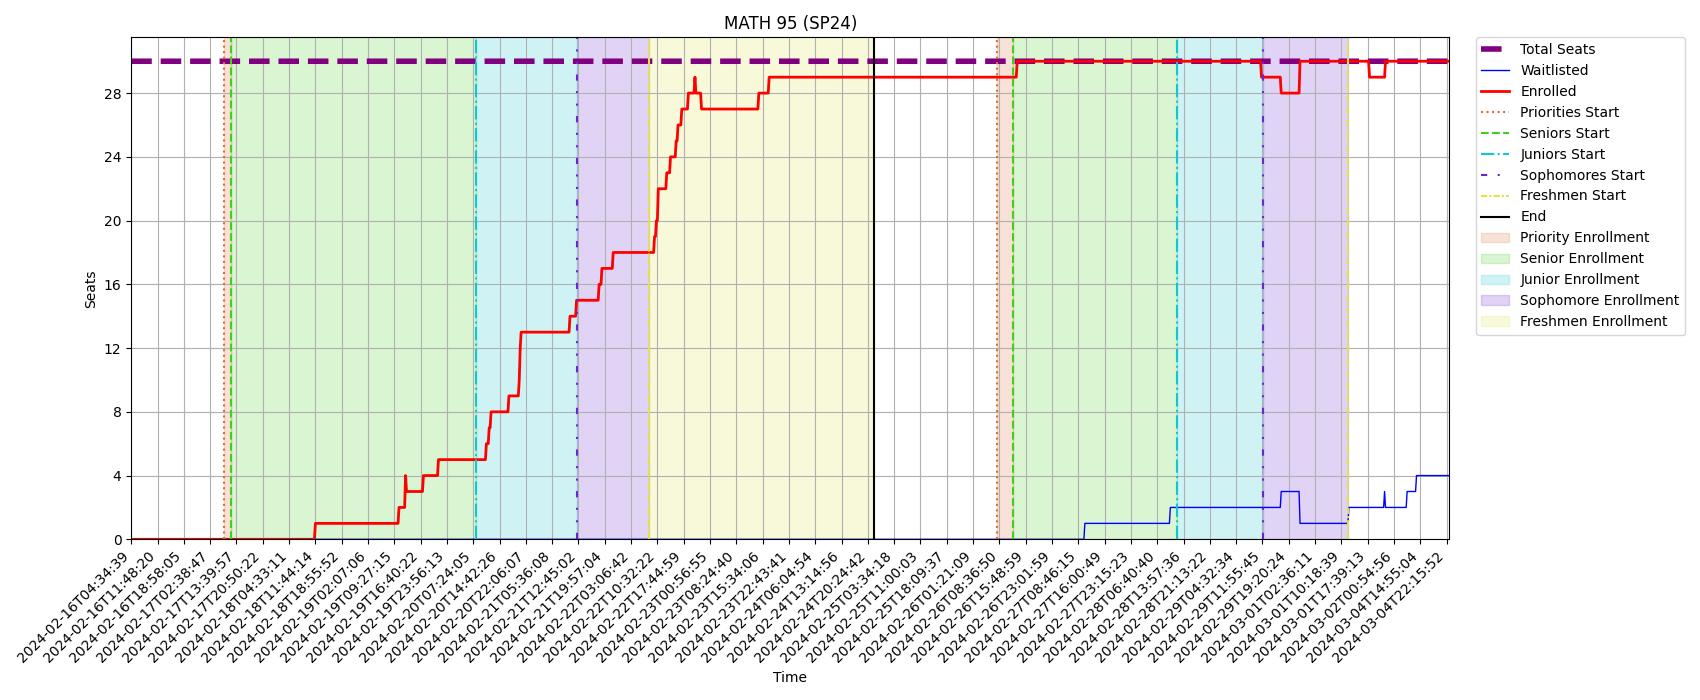 MATH 95 (SP24)
Seats
28
24
20
16
12
8
4
0
2024-02-16T04:34:39
2024-02-16T11:48:20
2024-02-16T18:58:05
2024-02-17T02:38:47
2024-02-17T13:39:57
2024-02-17T20:50:22
2024-02-18T04:33:11
2024-02-18T11:44:14
2024-02-18T18:55:52
2024-02-19T02:07:06
2024-02-19T09:27:15
2024-02-19T16:40:22
2024-02-19T23:56:13
2024-02-20T07:24:05
2024-02-20T14:42:26
2024-02-20T22:06:07
2024-02-21T05:36:08
2024-02-21T12:45:02
2024-02-21T19:57:04
2024-02-22T03:06:42
2024-02-22T10:32:22
2024-02-22T17:44:59
2024-02-23T00:56:55
2024-02-23T08:24:40
2024-02-23T15:34:06
2024-02-23T22:43:41
2024-02-24T06:04:54
2024-02-24T13:14:56
2024-02-24T20:24:42
2024-02-25T03:34:18
2024-02-25T11:00:03
2024-02-25T18:09:37
2024-02-26T01:21:09
2024-02-26T08:36:50
2024-02-26T15:48:59
2024-02-26T23:01:59
2024-02-27T08:46:15
2024-02-27T16:00:49
2024-02-27T23:15:23
2024-02-28T06:40:40
2024-02-28T13:57:36
2024-02-28T21:13:22
2024-02-29T04:32:34
2024-02-29T11:55:45
2024-02-29T19:20:24
2024-03-01T02:36:11
2024-03-01T10:18:39
2024-03-01T17:39:13
2024-03-02T00:54:56
2024-03-04T14:55:04
2024-03-04T22:15:52
Time
Total Seats
Waitlisted
Enrolled
Priorities Start
Seniors Start
Juniors Start
Sophomores Start
Freshmen Start
End
Priority Enrollment
Senior Enrollment
Junior Enrollment
Sophomore Enrollment
Freshmen Enrollment